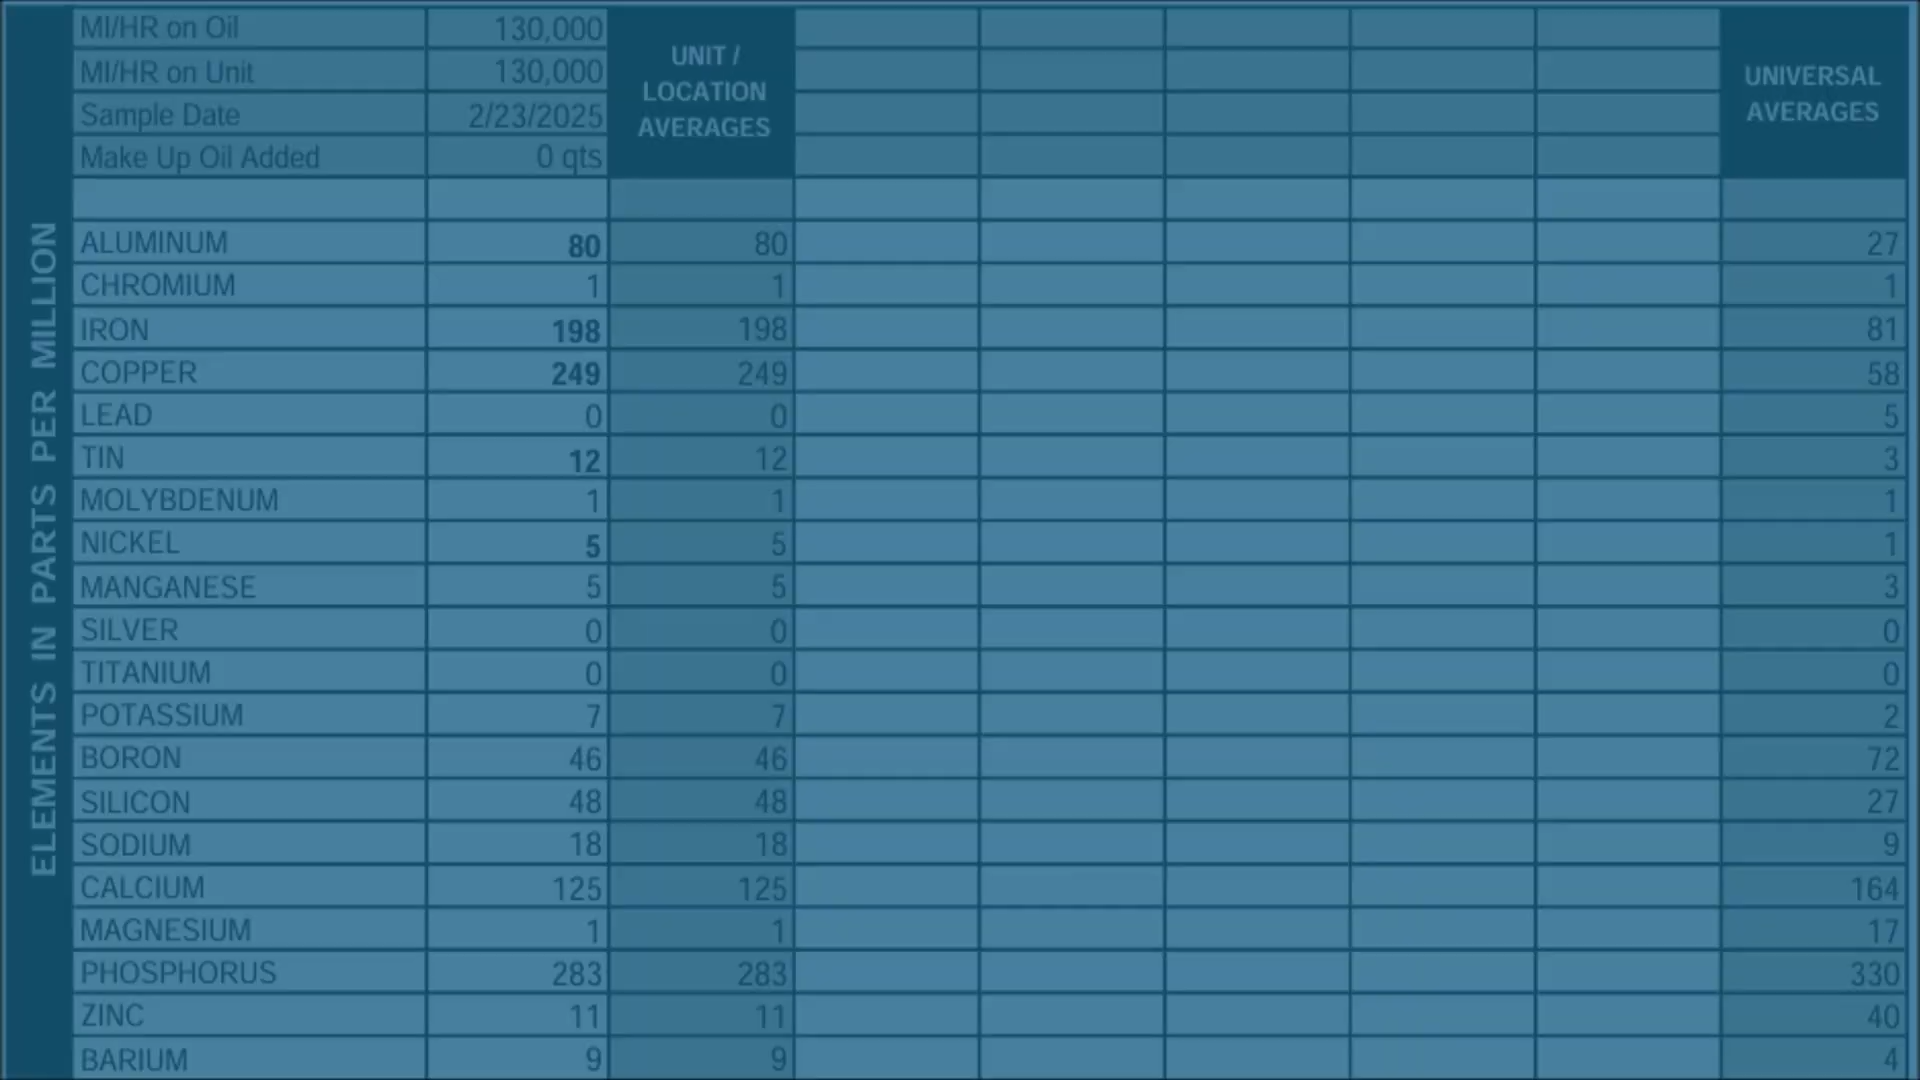 MI/HR on Oil 130,000
MI/HR on Unit 130,000
Sample Date 2/23/2025
Make Up Oil Added 0 qts
UNIT /
LOCATION
AVERAGES
UNIVERSAL
AVERAGES
ELEMENTS IN PARTS PER MILLION
ALUMINUM 80 80 27
CHROMIUM 1 1 1
IRON 198 198 81
COPPER 249 249 58
LEAD 0 0 5
TIN 12 12 3
MOLYBDENUM 1 1 1
NICKEL 5 5 1
MANGANESE 5 5 3
SILVER 0 0 0
TITANIUM 0 0 0
POTASSIUM 7 7 2
BORON 46 46 72
SILICON 48 48 27
SODIUM 18 18 9
CALCIUM 125 125 164
MAGNESIUM 1 1 17
PHOSPHORUS 283 283 330
ZINC 11 11 40
BARIUM 9 9 4